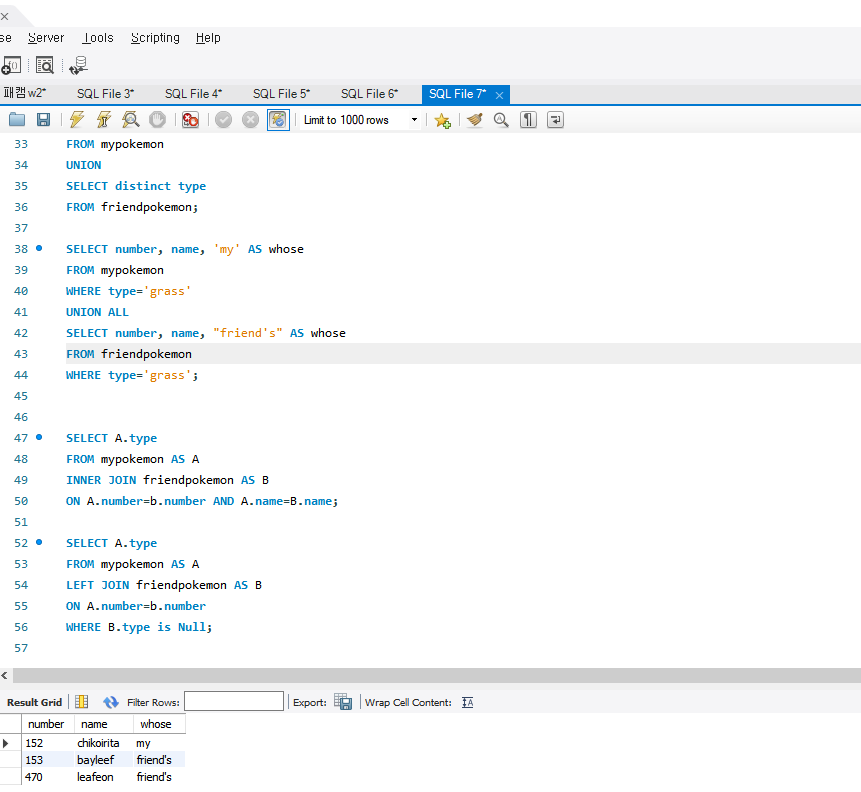 se Server Tools Scripting Help
패캠w2* SQL File 3* SQL File 4* SQL File 5* SQL File 6* SQL File 7*
Limit to 1000 rows
33 FROM mypokemon
34 UNION
35 SELECT distinct type
36 FROM friendpokemon;
37
38 SELECT number, name, 'my' AS whose
39 FROM mypokemon
40 WHERE type='grass'
41 UNION ALL
42 SELECT number, name, "friend's" AS whose
43 FROM friendpokemon
44 WHERE type='grass';
45
46
47 SELECT A.type
48 FROM mypokemon AS A
49 INNER JOIN friendpokemon AS B
50 ON A.number=b.number AND A.name=B.name;
51
52 SELECT A.type
53 FROM mypokemon AS A
54 LEFT JOIN friendpokemon AS B
55 ON A.number=b.number
56 WHERE B.type is Null;
57
Result Grid Filter Rows: Export: Wrap Cell Content:
number name whose
152 chikoirita my
153 bayleef friend's
470 leafeon friend's